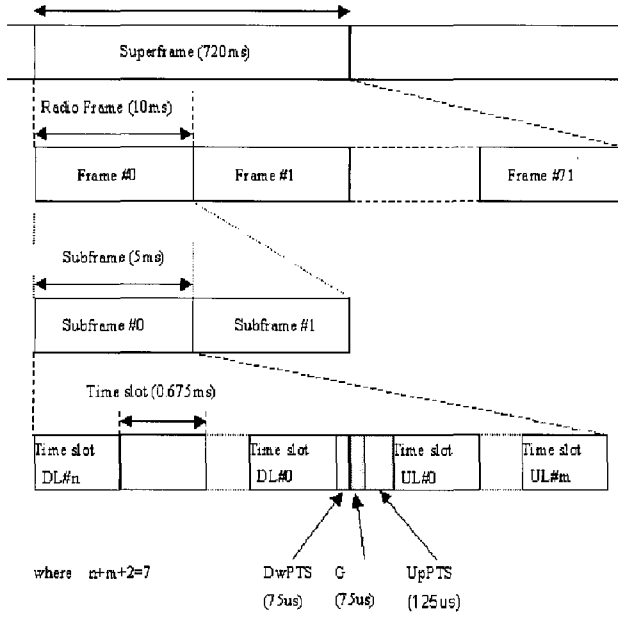 Superframe (720ms)
Radio Frame (10ms)
Frame #0
Frame #1
Frame #71
Subframe (5ms)
Subframe #0
Subframe #1
Time slot (0.675ms)
Time slot
DL#n
Time slot
DL#0
Time slot
UL#0
Time slot
UL#m
where n+m+2=7
DwPTS
(75us)
G
(75us)
UpPTS
(125us)